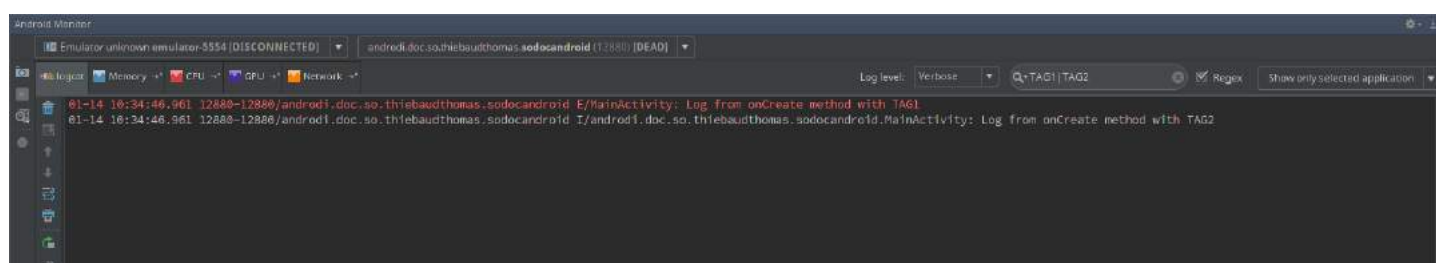 Android Monitor
Emulator unknown emulator-5554 [DISCONNECTED] androdi.doc.so.thiebaudthomas.sodocandroid (12880) [DEAD]
logcat Memory CPU GPU Network Log level: Verbose TAG1|TAG2 Regex Show only selected application
01-14 10:34:46.961 12880-12880/androdi.doc.so.thiebaudthomas.sodocandroid E/MainActivity: Log from onCreate method with TAG1
01-14 10:34:46.961 12880-12880/androdi.doc.so.thiebaudthomas.sodocandroid I/androdi.doc.so.thiebaudthomas.sodocandroid.MainActivity: Log from onCreate method with TAG2